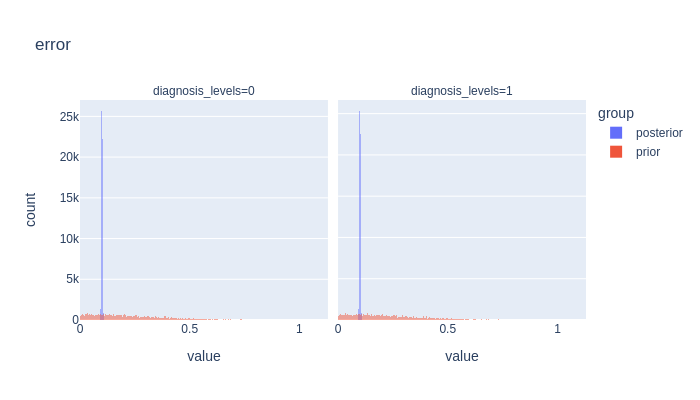 error
diagnosis_levels=0
diagnosis_levels=1
group
posterior
prior
count
25k
20k
15k
10k
5k
0
0
0.5
1
0
0.5
1
value
value